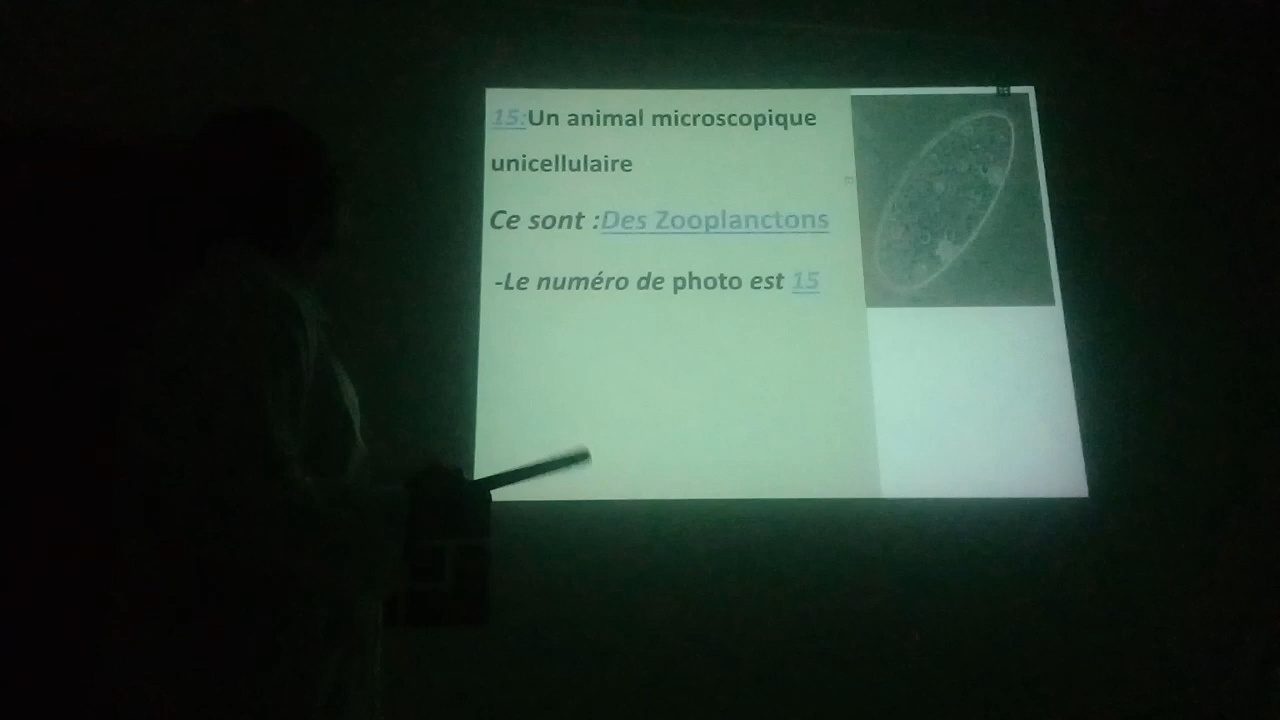 15:Un animal microscopique
unicellulaire
Ce sont :Des Zooplanctons
-Le numéro de photo est 15